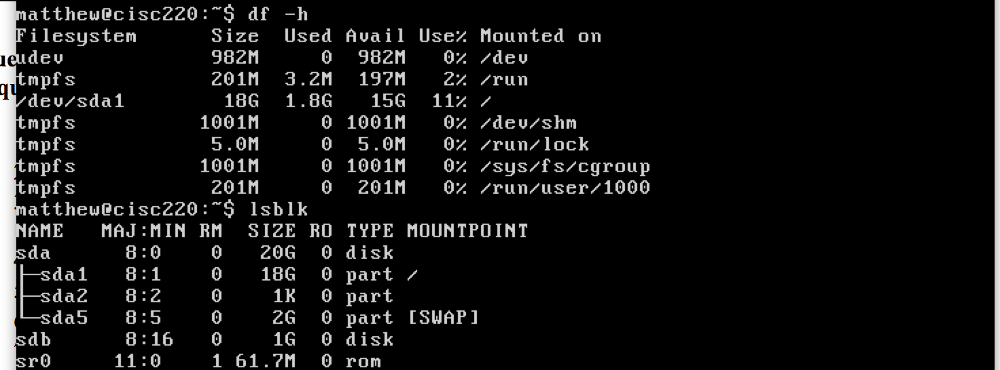 matthew@cisc220:~$ df -h
Filesystem      Size  Used Avail Use% Mounted on
udev            982M     0  982M   0% /dev
tmpfs           201M  3.2M  197M   2% /run
/dev/sda1        18G  1.8G   15G  11% /
tmpfs          1001M     0 1001M   0% /dev/shm
tmpfs           5.0M     0  5.0M   0% /run/lock
tmpfs          1001M     0 1001M   0% /sys/fs/cgroup
tmpfs           201M     0  201M   0% /run/user/1000
matthew@cisc220:~$ lsblk
NAME   MAJ:MIN RM  SIZE RO TYPE MOUNTPOINT
sda      8:0    0   20G  0 disk
├─sda1   8:1    0   18G  0 part /
├─sda2   8:2    0    1K  0 part
└─sda5   8:5    0    2G  0 part [SWAP]
sdb      8:16   0    1G  0 disk
sr0     11:0    1 61.7M  0 rom